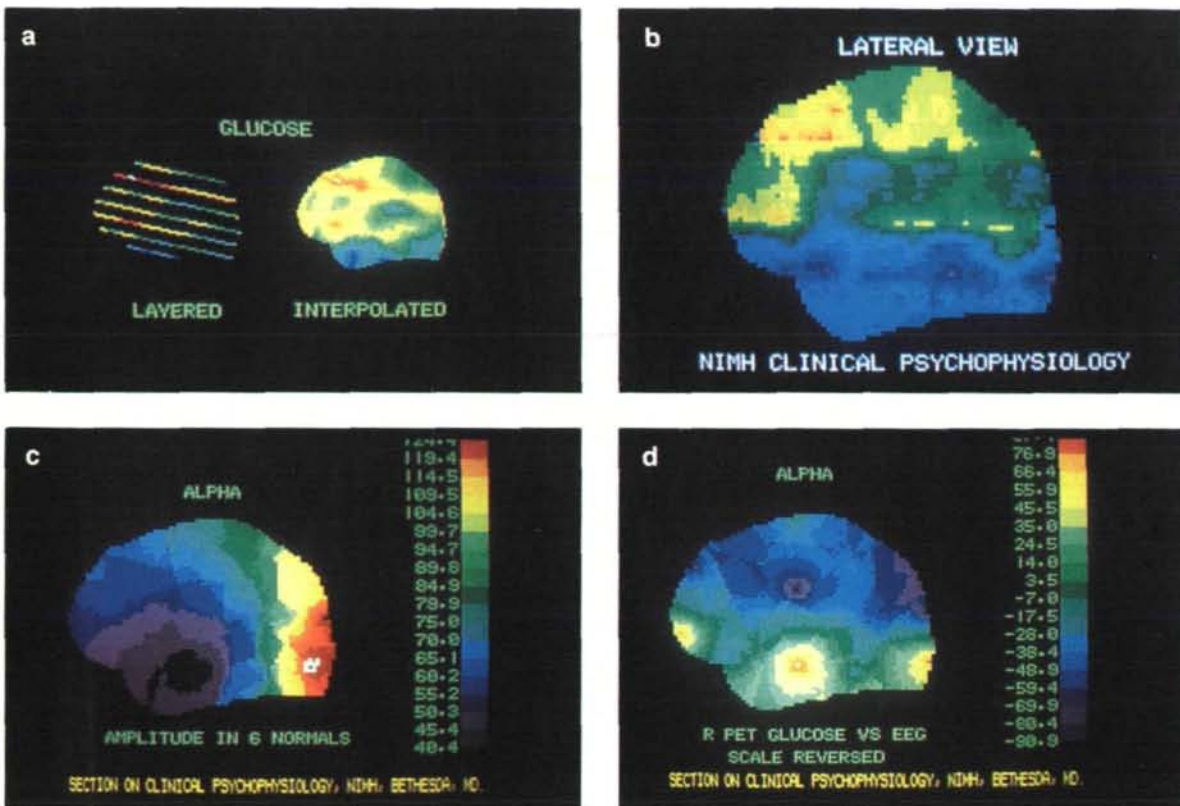 a
GLUCOSE
LAYERED
INTERPOLATED
b
LATERAL VIEW
NIMH CLINICAL PSYCHOPHYSIOLOGY
c
ALPHA
124.4
119.4
114.5
109.5
104.6
99.7
94.7
89.8
84.9
79.9
75.0
70.0
65.1
60.2
55.2
50.3
45.4
40.4
AMPLITUDE IN 6 NORMALS
SECTION ON CLINICAL PSYCHOPHYSIOLOGY, NIMH, BETHESDA, MD.
d
ALPHA
76.9
66.4
55.9
45.5
35.0
24.5
14.0
3.5
-7.0
-17.5
-28.0
-38.4
-48.9
-59.4
-69.9
-80.4
-90.9
R PET GLUCOSE VS EEG
SCALE REVERSED
SECTION ON CLINICAL PSYCHOPHYSIOLOGY, NIMH, BETHESDA, MD.